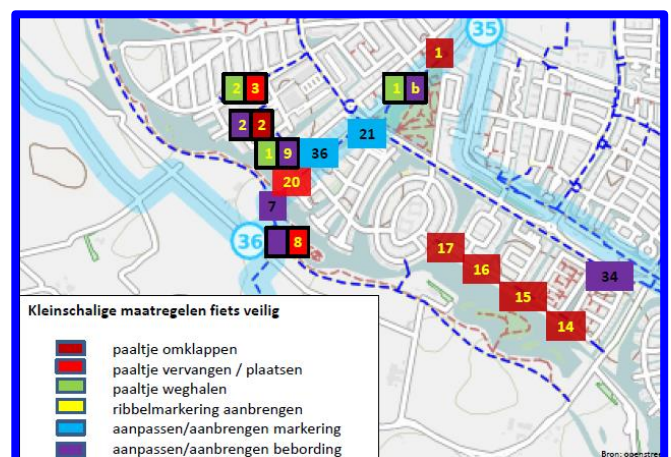 35
1
2 3
1 b
2 2
21
1 9
36
20
7
36
8
17
16
34
15
14
Kleinschalige maatregelen fiets veilig
paaltje omklappen
paaltje vervangen / plaatsen
paaltje weghalen
ribbelmarkering aanbrengen
aanpassen/aanbrengen markering
aanpassen/aanbrengen bebording
Bron: openstree